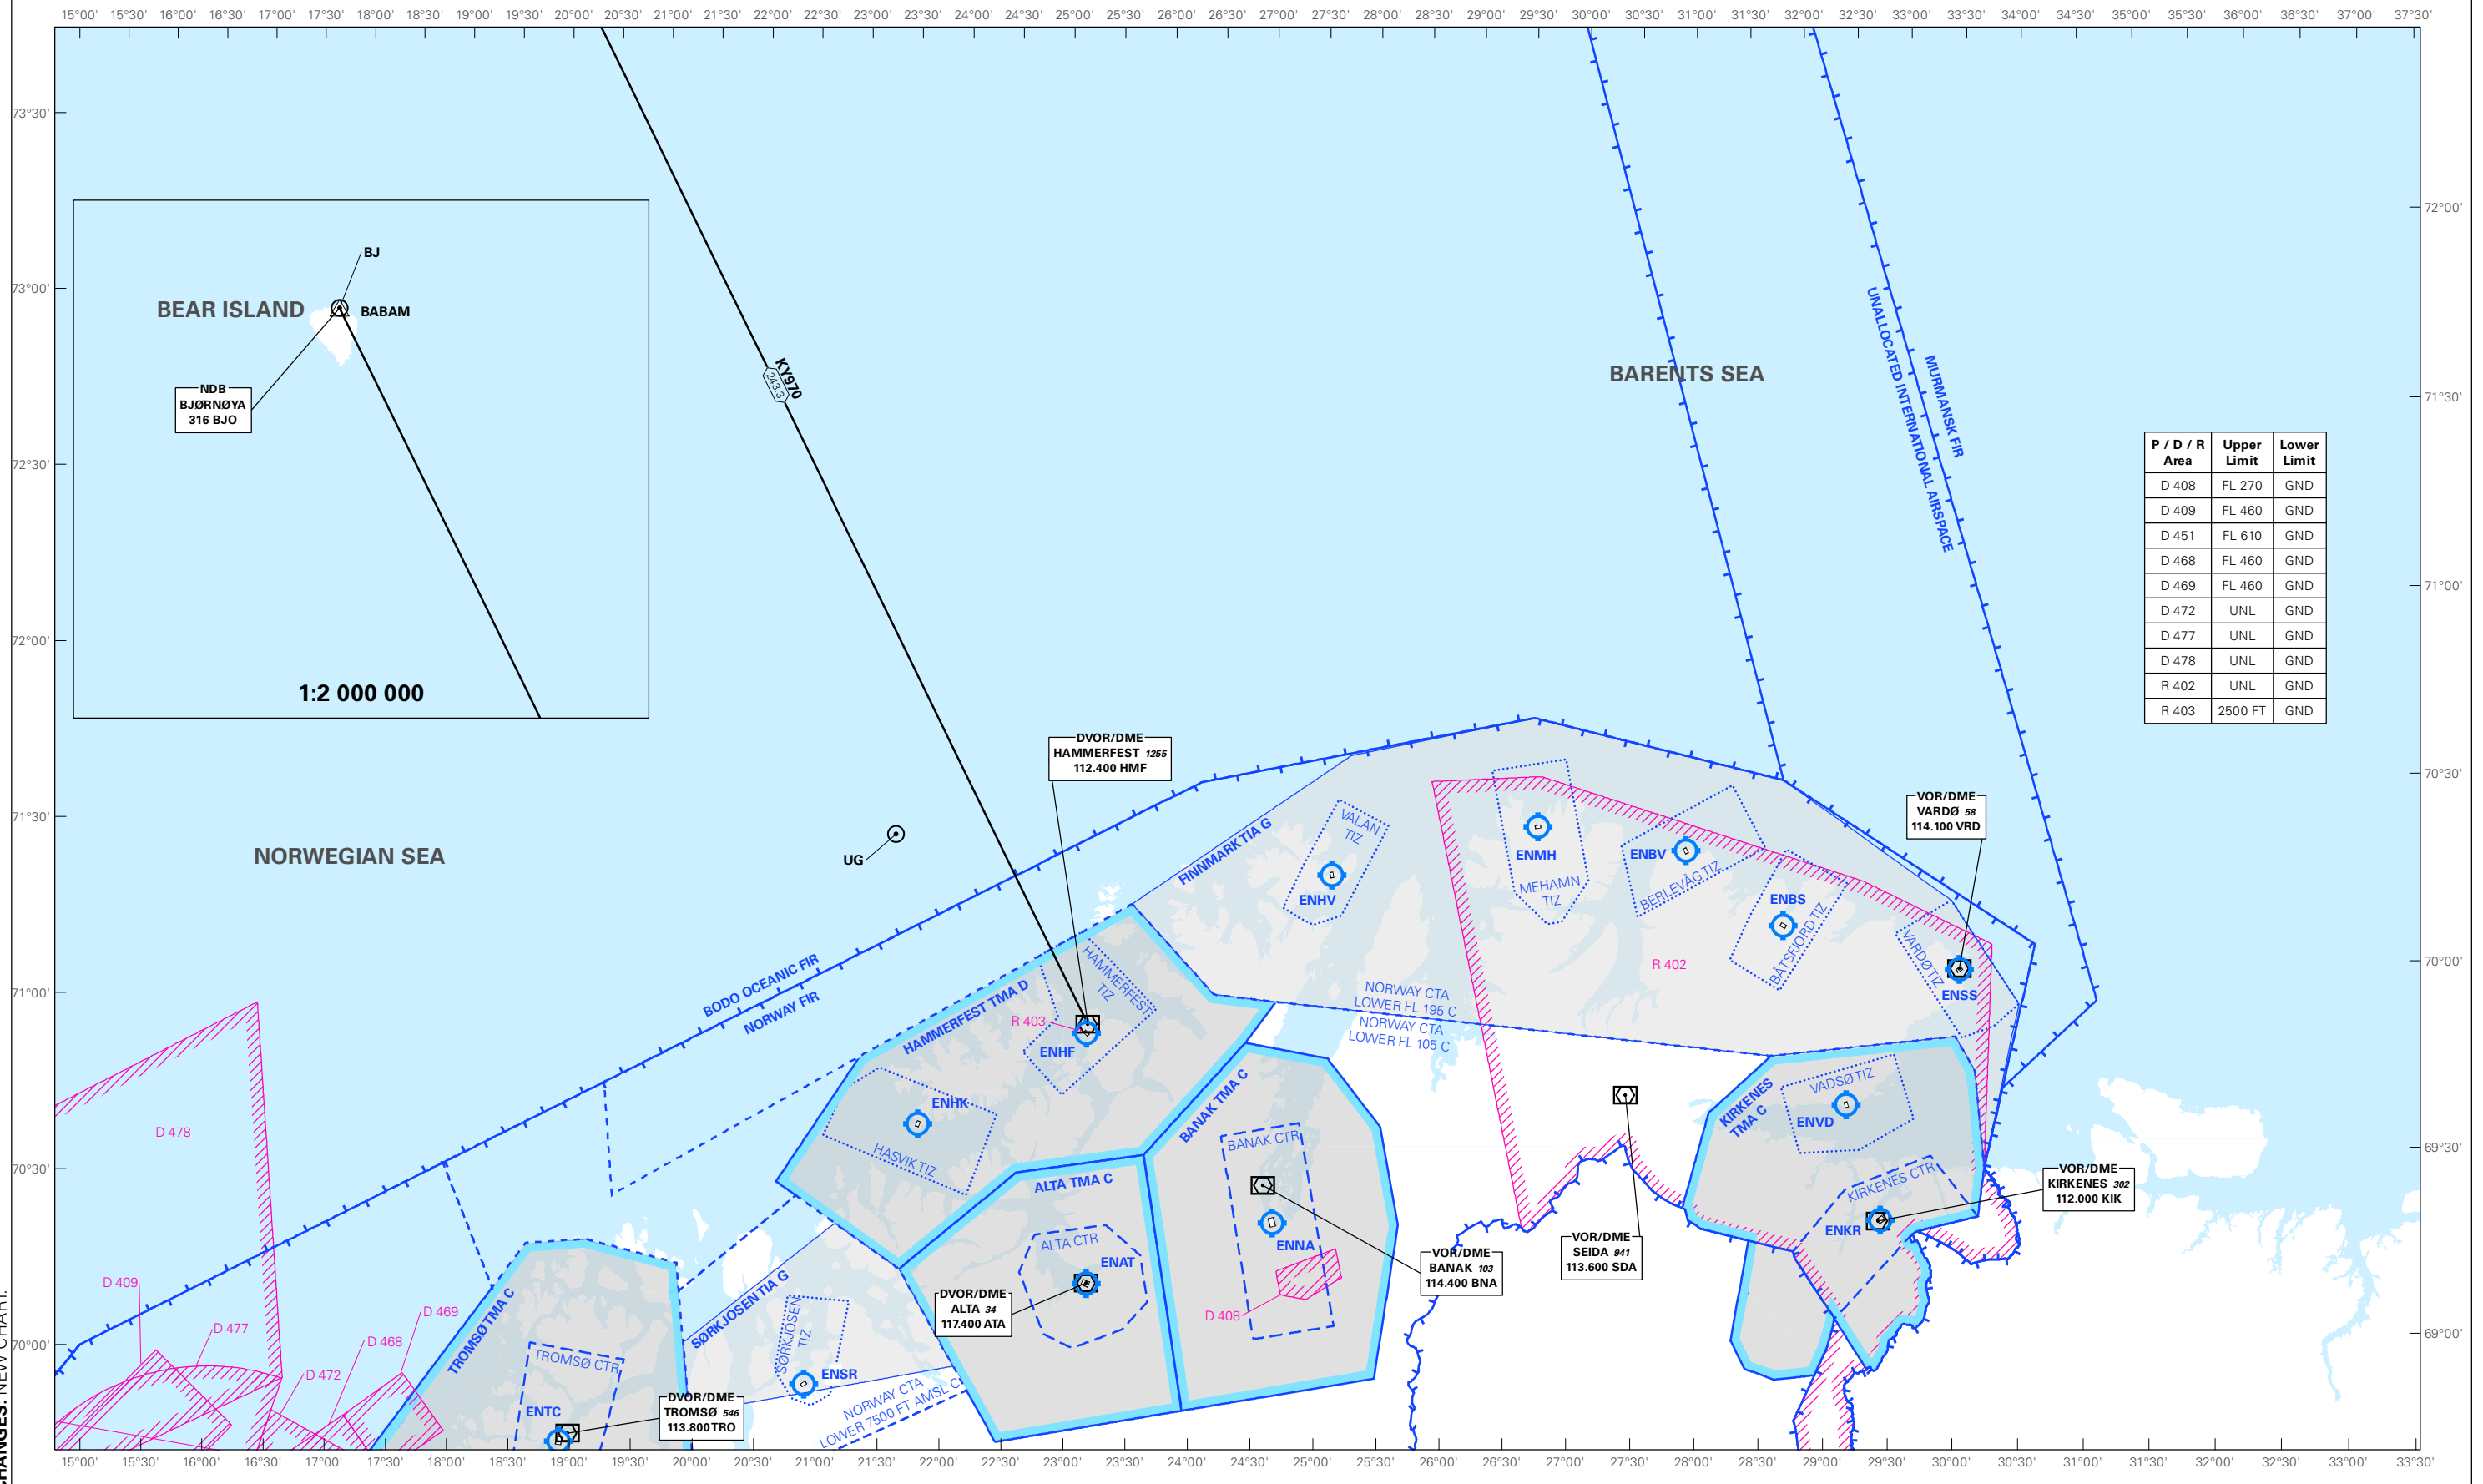 15°00' 15°30' 16°00' 16°30' 17°00' 17°30' 18°00' 18°30' 19°00' 19°30' 20°00' 20°30' 21°00' 21°30' 22°00' 22°30' 23°00' 23°30' 24°00' 24°30' 25°00' 25°30' 26°00' 26°30' 27°00' 27°30' 28°00' 28°30' 29°00' 29°30' 30°00' 30°30' 31°00' 31°30' 32°00' 32°30' 33°00' 33°30' 34°00' 34°30' 35°00' 35°30' 36°00' 36°30' 37°00' 37°30'
73°30'
73°00'
72°30'
72°00'
71°30'
71°00'
70°30'
70°00'
72°00'
71°30'
71°00'
70°30'
70°00'
69°30'
69°00'
BJ
BEAR ISLAND
BABAM
NDB
BJØRNØYA
316 BJO
1:2 000 000
KY970
243.3
BARENTS SEA
UNALLOCATED INTERNATIONAL AIRSPACE
MURMANSK FIR
P / D / R Area Upper Limit Lower Limit
D 408 FL 270 GND
D 409 FL 460 GND
D 451 FL 610 GND
D 468 FL 460 GND
D 469 FL 460 GND
D 472 UNL GND
D 477 UNL GND
D 478 UNL GND
R 402 UNL GND
R 403 2500 FT GND
NORWEGIAN SEA
UG
DVOR/DME
HAMMERFEST 1255
112.400 HMF
VOR/DME
VARDØ 58
114.100 VRD
FINNMARK TIA G
VALAN
TIZ
ENHV
ENMH
MEHAMN
TIZ
ENBV
BERLEVÅG TIZ
ENBS
BÅTSFJORD TIZ
VARDØ TIZ
ENSS
R 402
BODO OCEANIC FIR
NORWAY FIR
HAMMERFEST TMA D
HAMMERFEST
TIZ
R 403
ENHF
NORWAY CTA
LOWER FL 195 C
NORWAY CTA
LOWER FL 105 C
ENHK
HASVIK TIZ
BANAK TMA C
BANAK CTR
ENNA
D 408
VOR/DME
BANAK 103
114.400 BNA
VOR/DME
SEIDA 941
113.600 SDA
KIRKENES
TMA C
VADSØ TIZ
ENVD
KIRKENES CTR
ENKR
VOR/DME
KIRKENES 302
112.000 KIK
ALTA TMA C
ALTA CTR
ENAT
DVOR/DME
ALTA 34
117.400 ATA
D 478
D 409
D 477
D 469
D 468
D 472
TROMSØ TMA C
TROMSØ CTR
ENTC
DVOR/DME
TROMSØ 546
113.800 TRO
SØRKJOSEN TIA G
SØRKJOSEN
TIZ
ENSR
NORWAY CTA
LOWER 7500 FT AMSL C
CHANGES: NEW CHART.
15°00' 15°30' 16°00' 16°30' 17°00' 17°30' 18°00' 18°30' 19°00' 19°30' 20°00' 20°30' 21°00' 21°30' 22°00' 22°30' 23°00' 23°30' 24°00' 24°30' 25°00' 25°30' 26°00' 26°30' 27°00' 27°30' 28°00' 28°30' 29°00' 29°30' 30°00' 30°30' 31°00' 31°30' 32°00' 32°30' 33°00' 33°30'